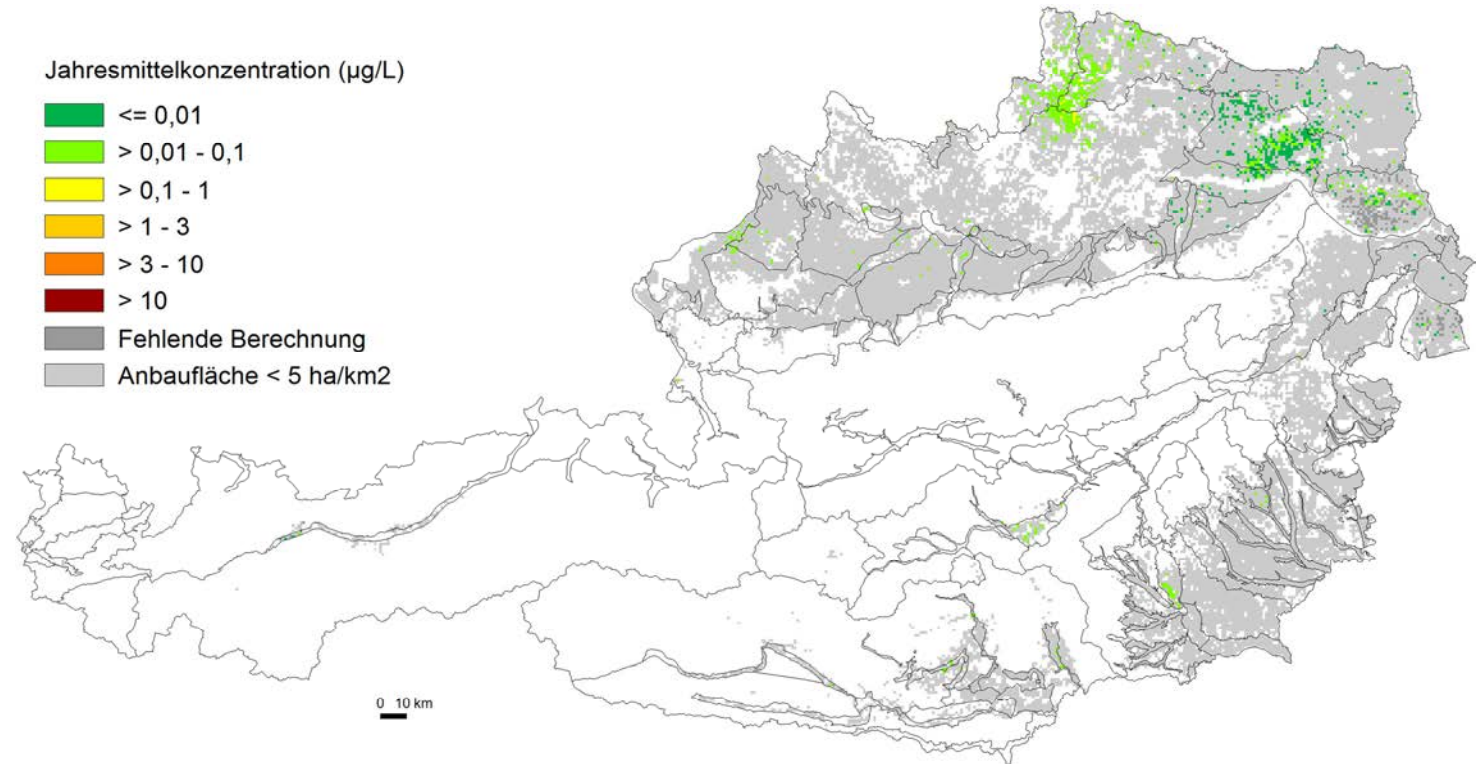 Jahresmittelkonzentration (µg/L)
<= 0,01
> 0,01 - 0,1
> 0,1 - 1
> 1 - 3
> 3 - 10
> 10
Fehlende Berechnung
Anbaufläche < 5 ha/km2
0 10 km